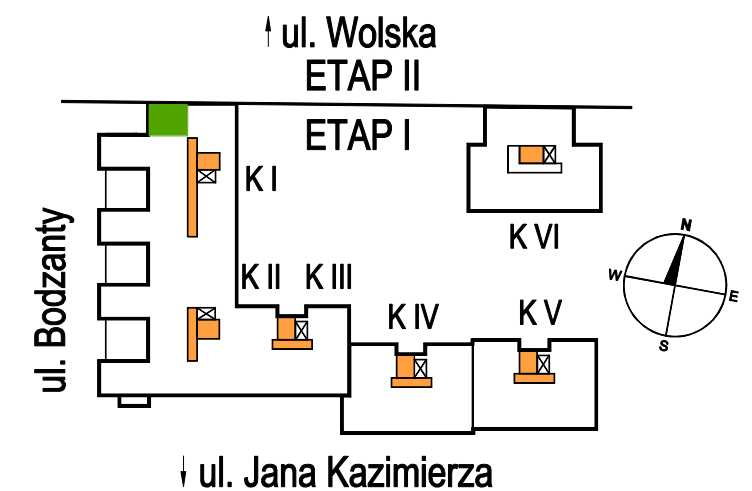 ul. Wolska
ETAP II
ETAP I
K I
K VI
K II
K III
K IV
K V
ul. Bodzanty
N
W
E
S
ul. Jana Kazimierza